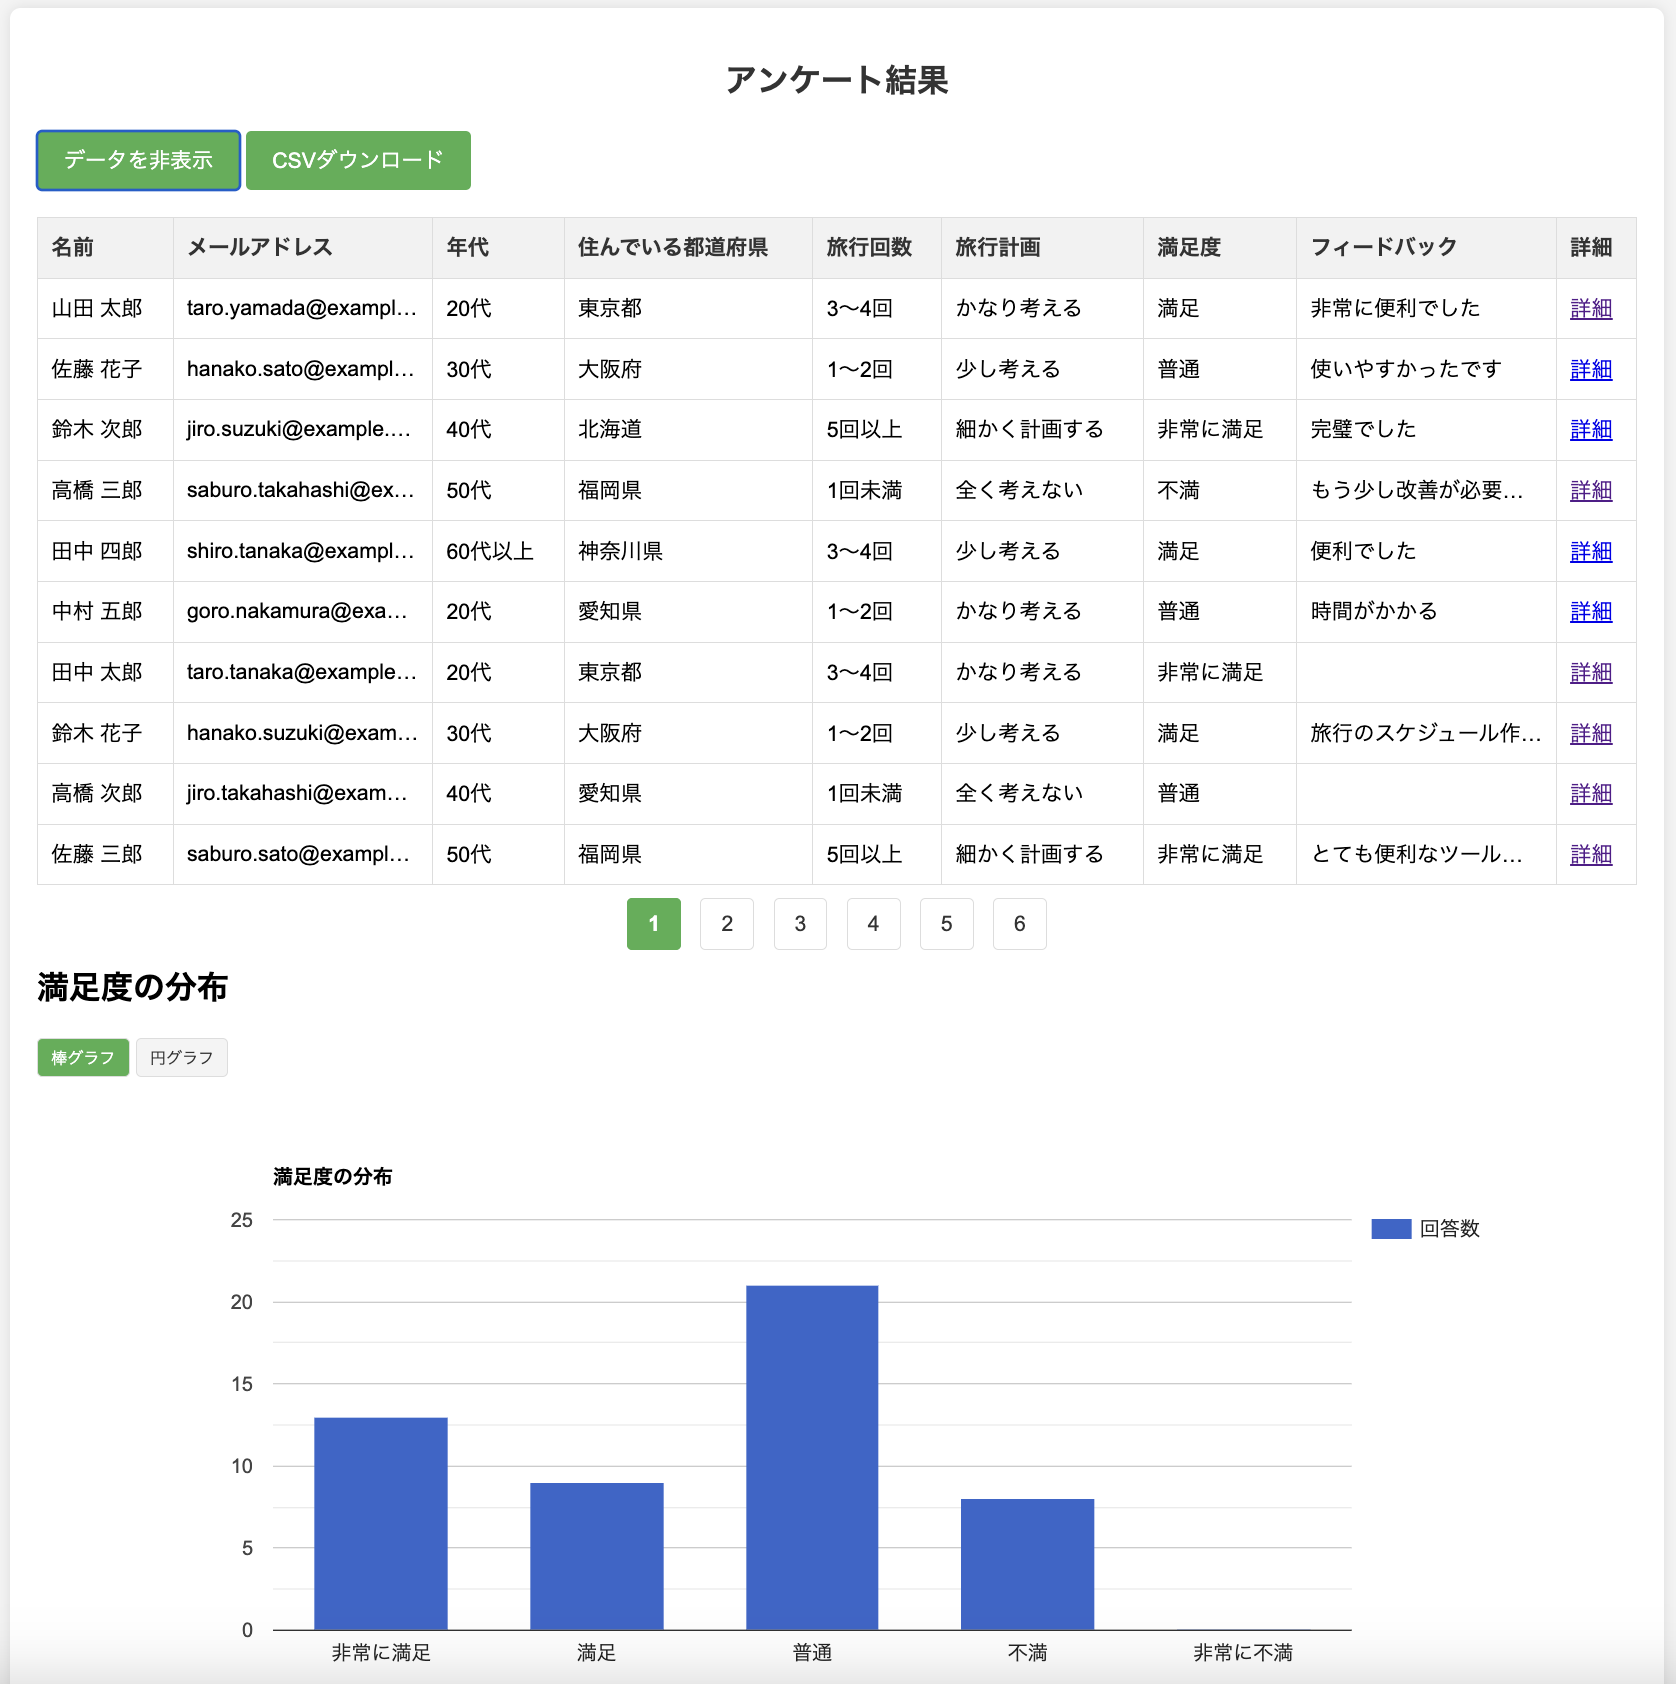 アンケート結果
データを非表示 CSVダウンロード
名前 メールアドレス 年代 住んでいる都道府県 旅行回数 旅行計画 満足度 フィードバック 詳細
山田 太郎 taro.yamada@exampl... 20代 東京都 3〜4回 かなり考える 満足 非常に便利でした 詳細
佐藤 花子 hanako.sato@exampl... 30代 大阪府 1〜2回 少し考える 普通 使いやすかったです 詳細
鈴木 次郎 jiro.suzuki@example.... 40代 北海道 5回以上 細かく計画する 非常に満足 完璧でした 詳細
高橋 三郎 saburo.takahashi@ex... 50代 福岡県 1回未満 全く考えない 不満 もう少し改善が必要... 詳細
田中 四郎 shiro.tanaka@exampl... 60代以上 神奈川県 3〜4回 少し考える 満足 便利でした 詳細
中村 五郎 goro.nakamura@exa... 20代 愛知県 1〜2回 かなり考える 普通 時間がかかる 詳細
田中 太郎 taro.tanaka@example... 20代 東京都 3〜4回 かなり考える 非常に満足 詳細
鈴木 花子 hanako.suzuki@exam... 30代 大阪府 1〜2回 少し考える 満足 旅行のスケジュール作... 詳細
高橋 次郎 jiro.takahashi@exam... 40代 愛知県 1回未満 全く考えない 普通 詳細
佐藤 三郎 saburo.sato@exampl... 50代 福岡県 5回以上 細かく計画する 非常に満足 とても便利なツール... 詳細
1 2 3 4 5 6
満足度の分布
棒グラフ 円グラフ
満足度の分布
25
回答数
20
15
10
5
0
非常に満足 満足 普通 不満 非常に不満